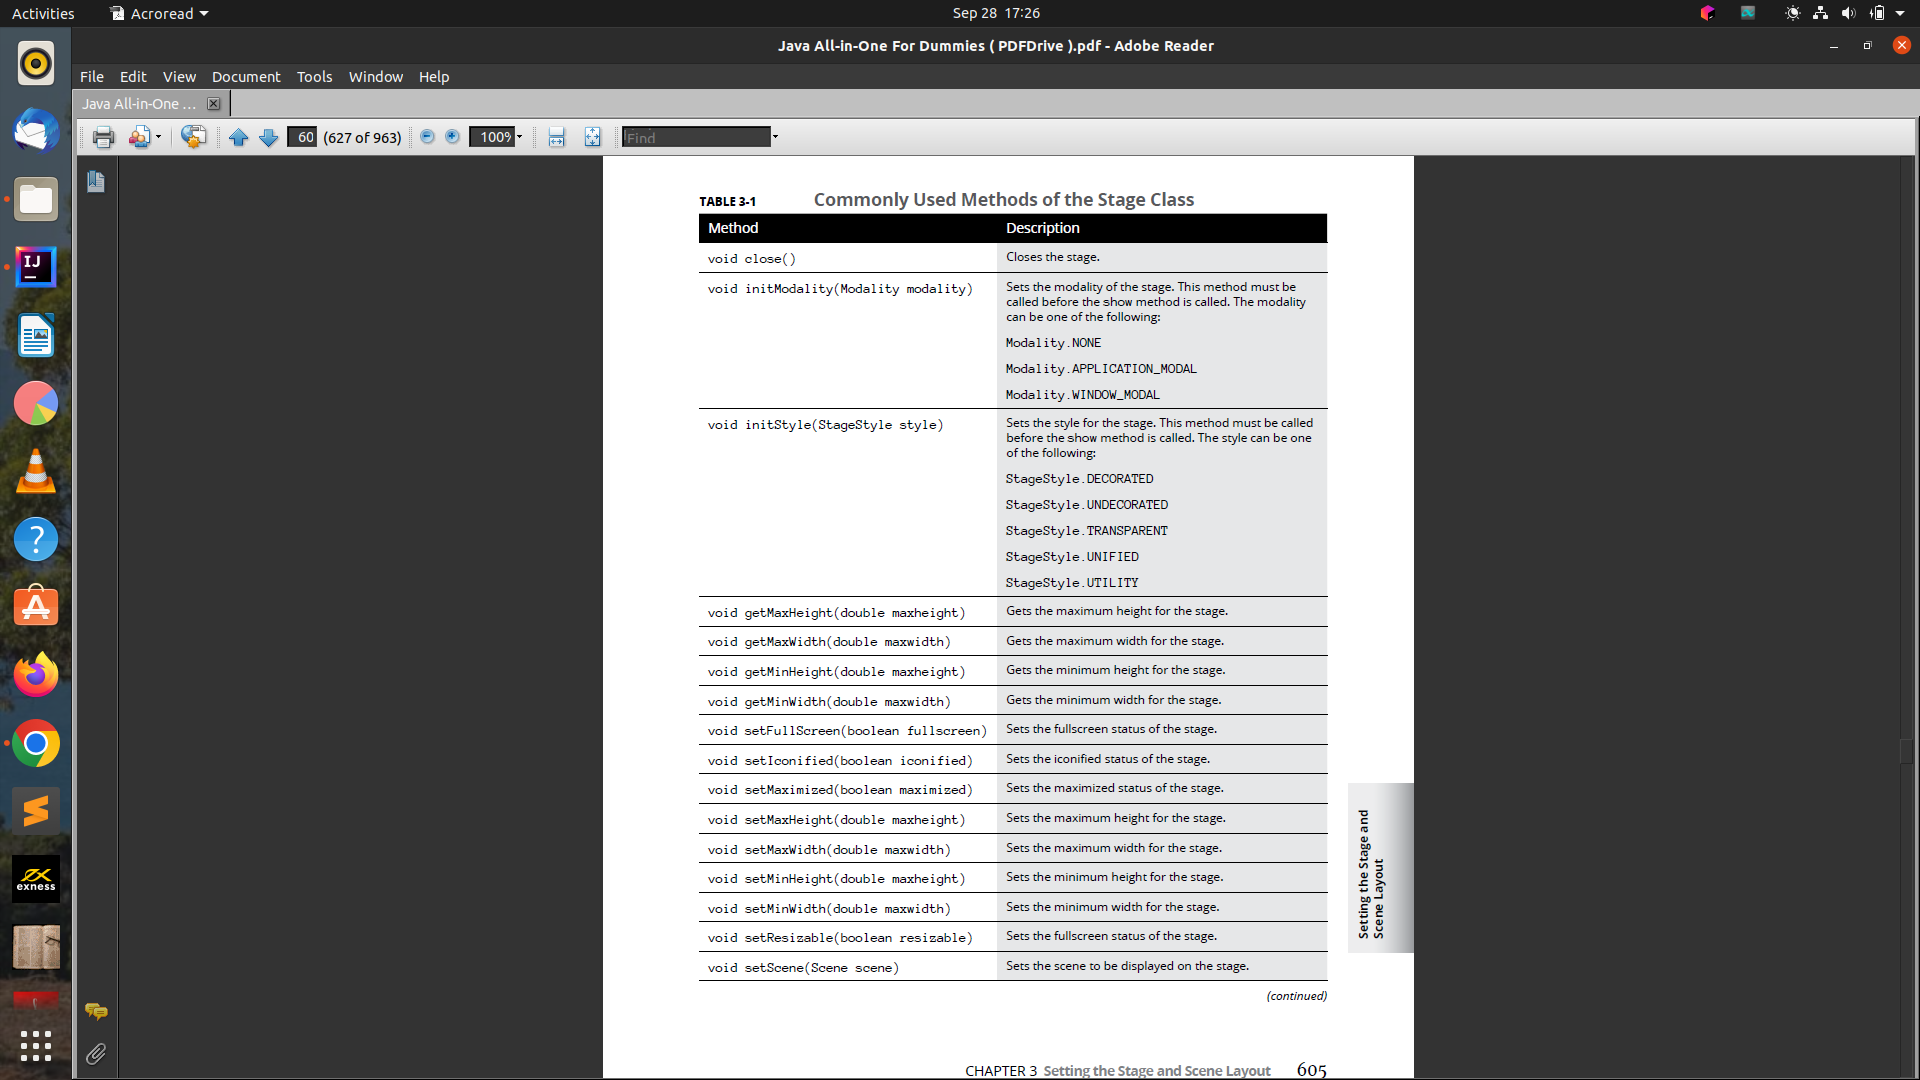 Activities Acroread Sep 28 17:26
Java All-in-One For Dummies ( PDFDrive ).pdf - Adobe Reader
File Edit View Document Tools Window Help
Java All-in-One ...
60 (627 of 963) 100% Find
TABLE 3-1 Commonly Used Methods of the Stage Class
Method Description
void close() Closes the stage.
void initModality(Modality modality) Sets the modality of the stage. This method must be
called before the show method is called. The modality
can be one of the following:
Modality.NONE
Modality.APPLICATION_MODAL
Modality.WINDOW_MODAL
void initStyle(StageStyle style) Sets the style for the stage. This method must be called
before the show method is called. The style can be one
of the following:
StageStyle.DECORATED
StageStyle.UNDECORATED
StageStyle.TRANSPARENT
StageStyle.UNIFIED
StageStyle.UTILITY
void getMaxHeight(double maxheight) Gets the maximum height for the stage.
void getMaxWidth(double maxwidth) Gets the maximum width for the stage.
void getMinHeight(double maxheight) Gets the minimum height for the stage.
void getMinWidth(double maxwidth) Gets the minimum width for the stage.
void setFullScreen(boolean fullscreen) Sets the fullscreen status of the stage.
void setIconified(boolean iconified) Sets the iconified status of the stage.
void setMaximized(boolean maximized) Sets the maximized status of the stage.
void setMaxHeight(double maxheight) Sets the maximum height for the stage.
void setMaxWidth(double maxwidth) Sets the maximum width for the stage.
void setMinHeight(double maxheight) Sets the minimum height for the stage.
void setMinWidth(double maxwidth) Sets the minimum width for the stage.
void setResizable(boolean resizable) Sets the fullscreen status of the stage.
void setScene(Scene scene) Sets the scene to be displayed on the stage.
(continued)
Setting the Stage and
Scene Layout
CHAPTER 3 Setting the Stage and Scene Layout 605
IJ
?
exness